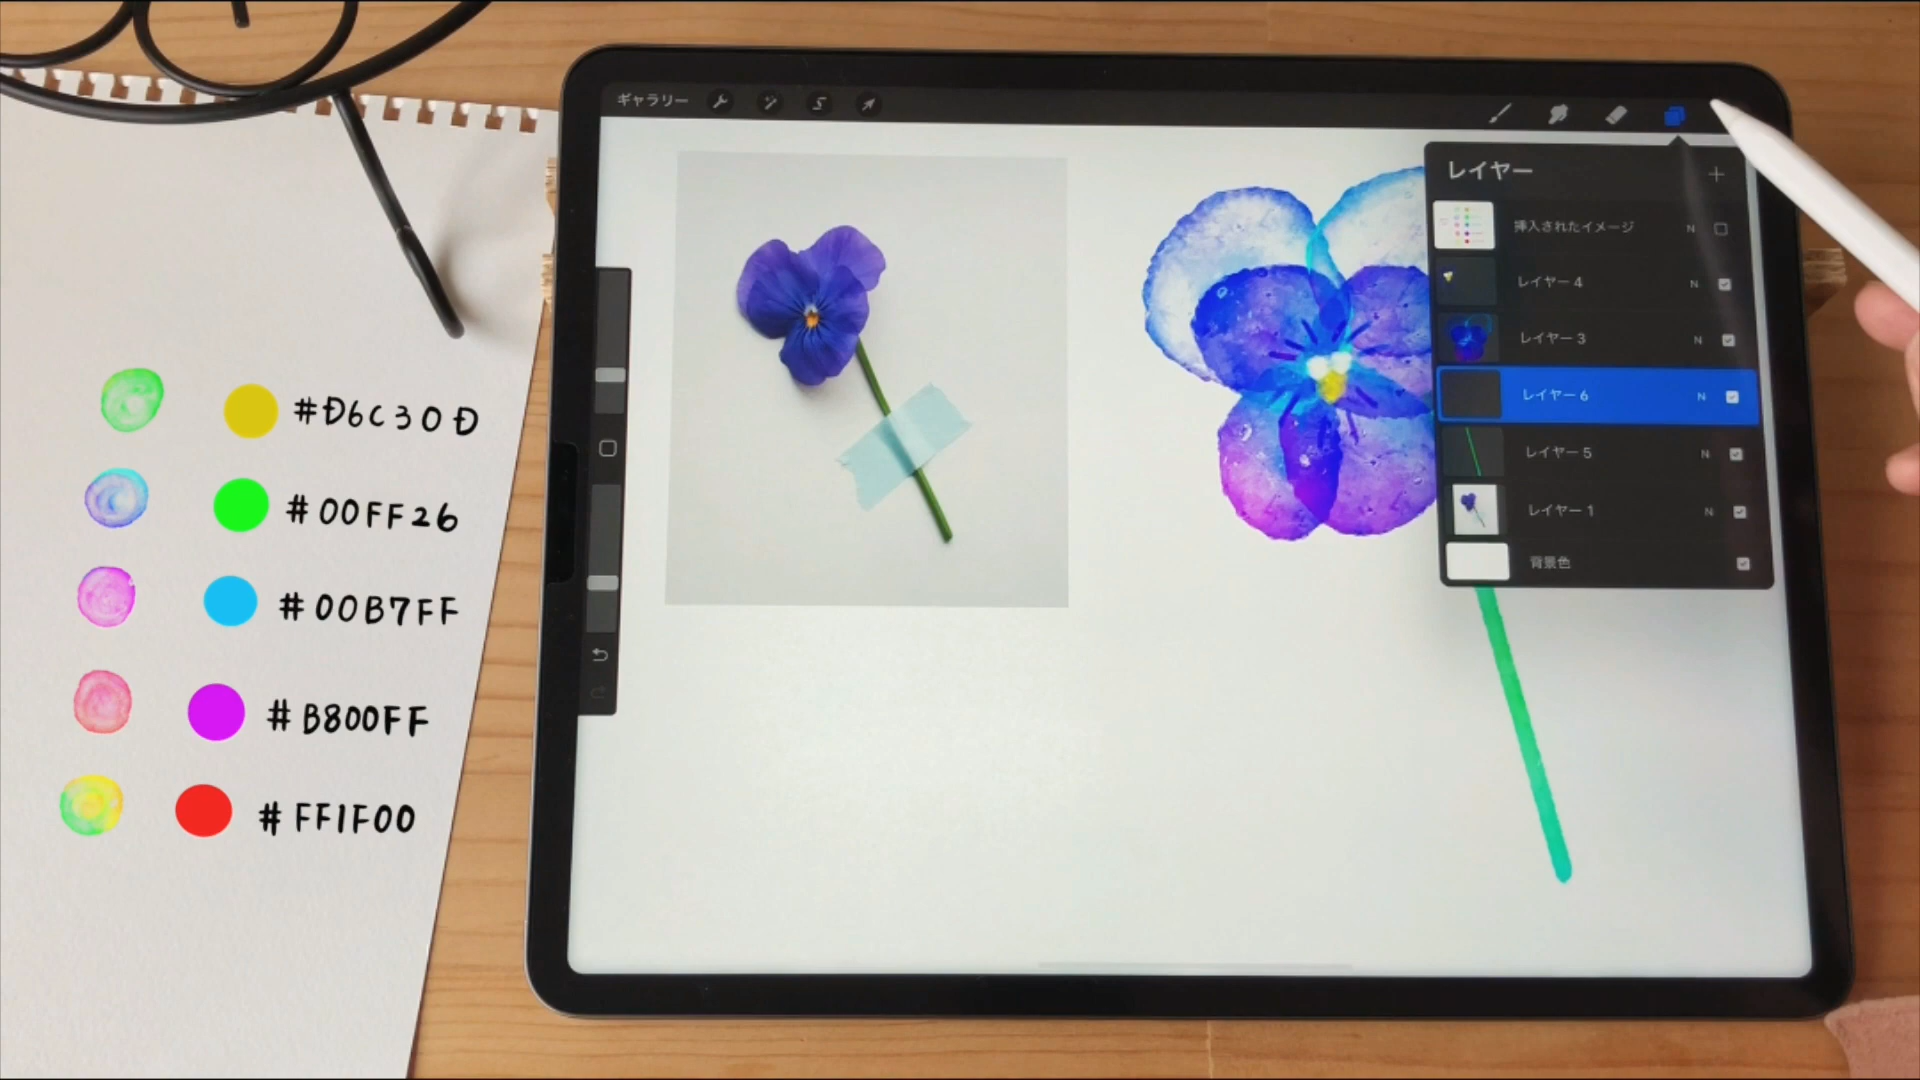 #D6C30D
#00FF26
#00B7FF
#B800FF
#FF1F00
ギャラリー
レイヤー
挿入されたイメージ N
レイヤー 4 N
レイヤー 3 N
レイヤー 6 N
レイヤー 5 N
レイヤー 1 N
背景色